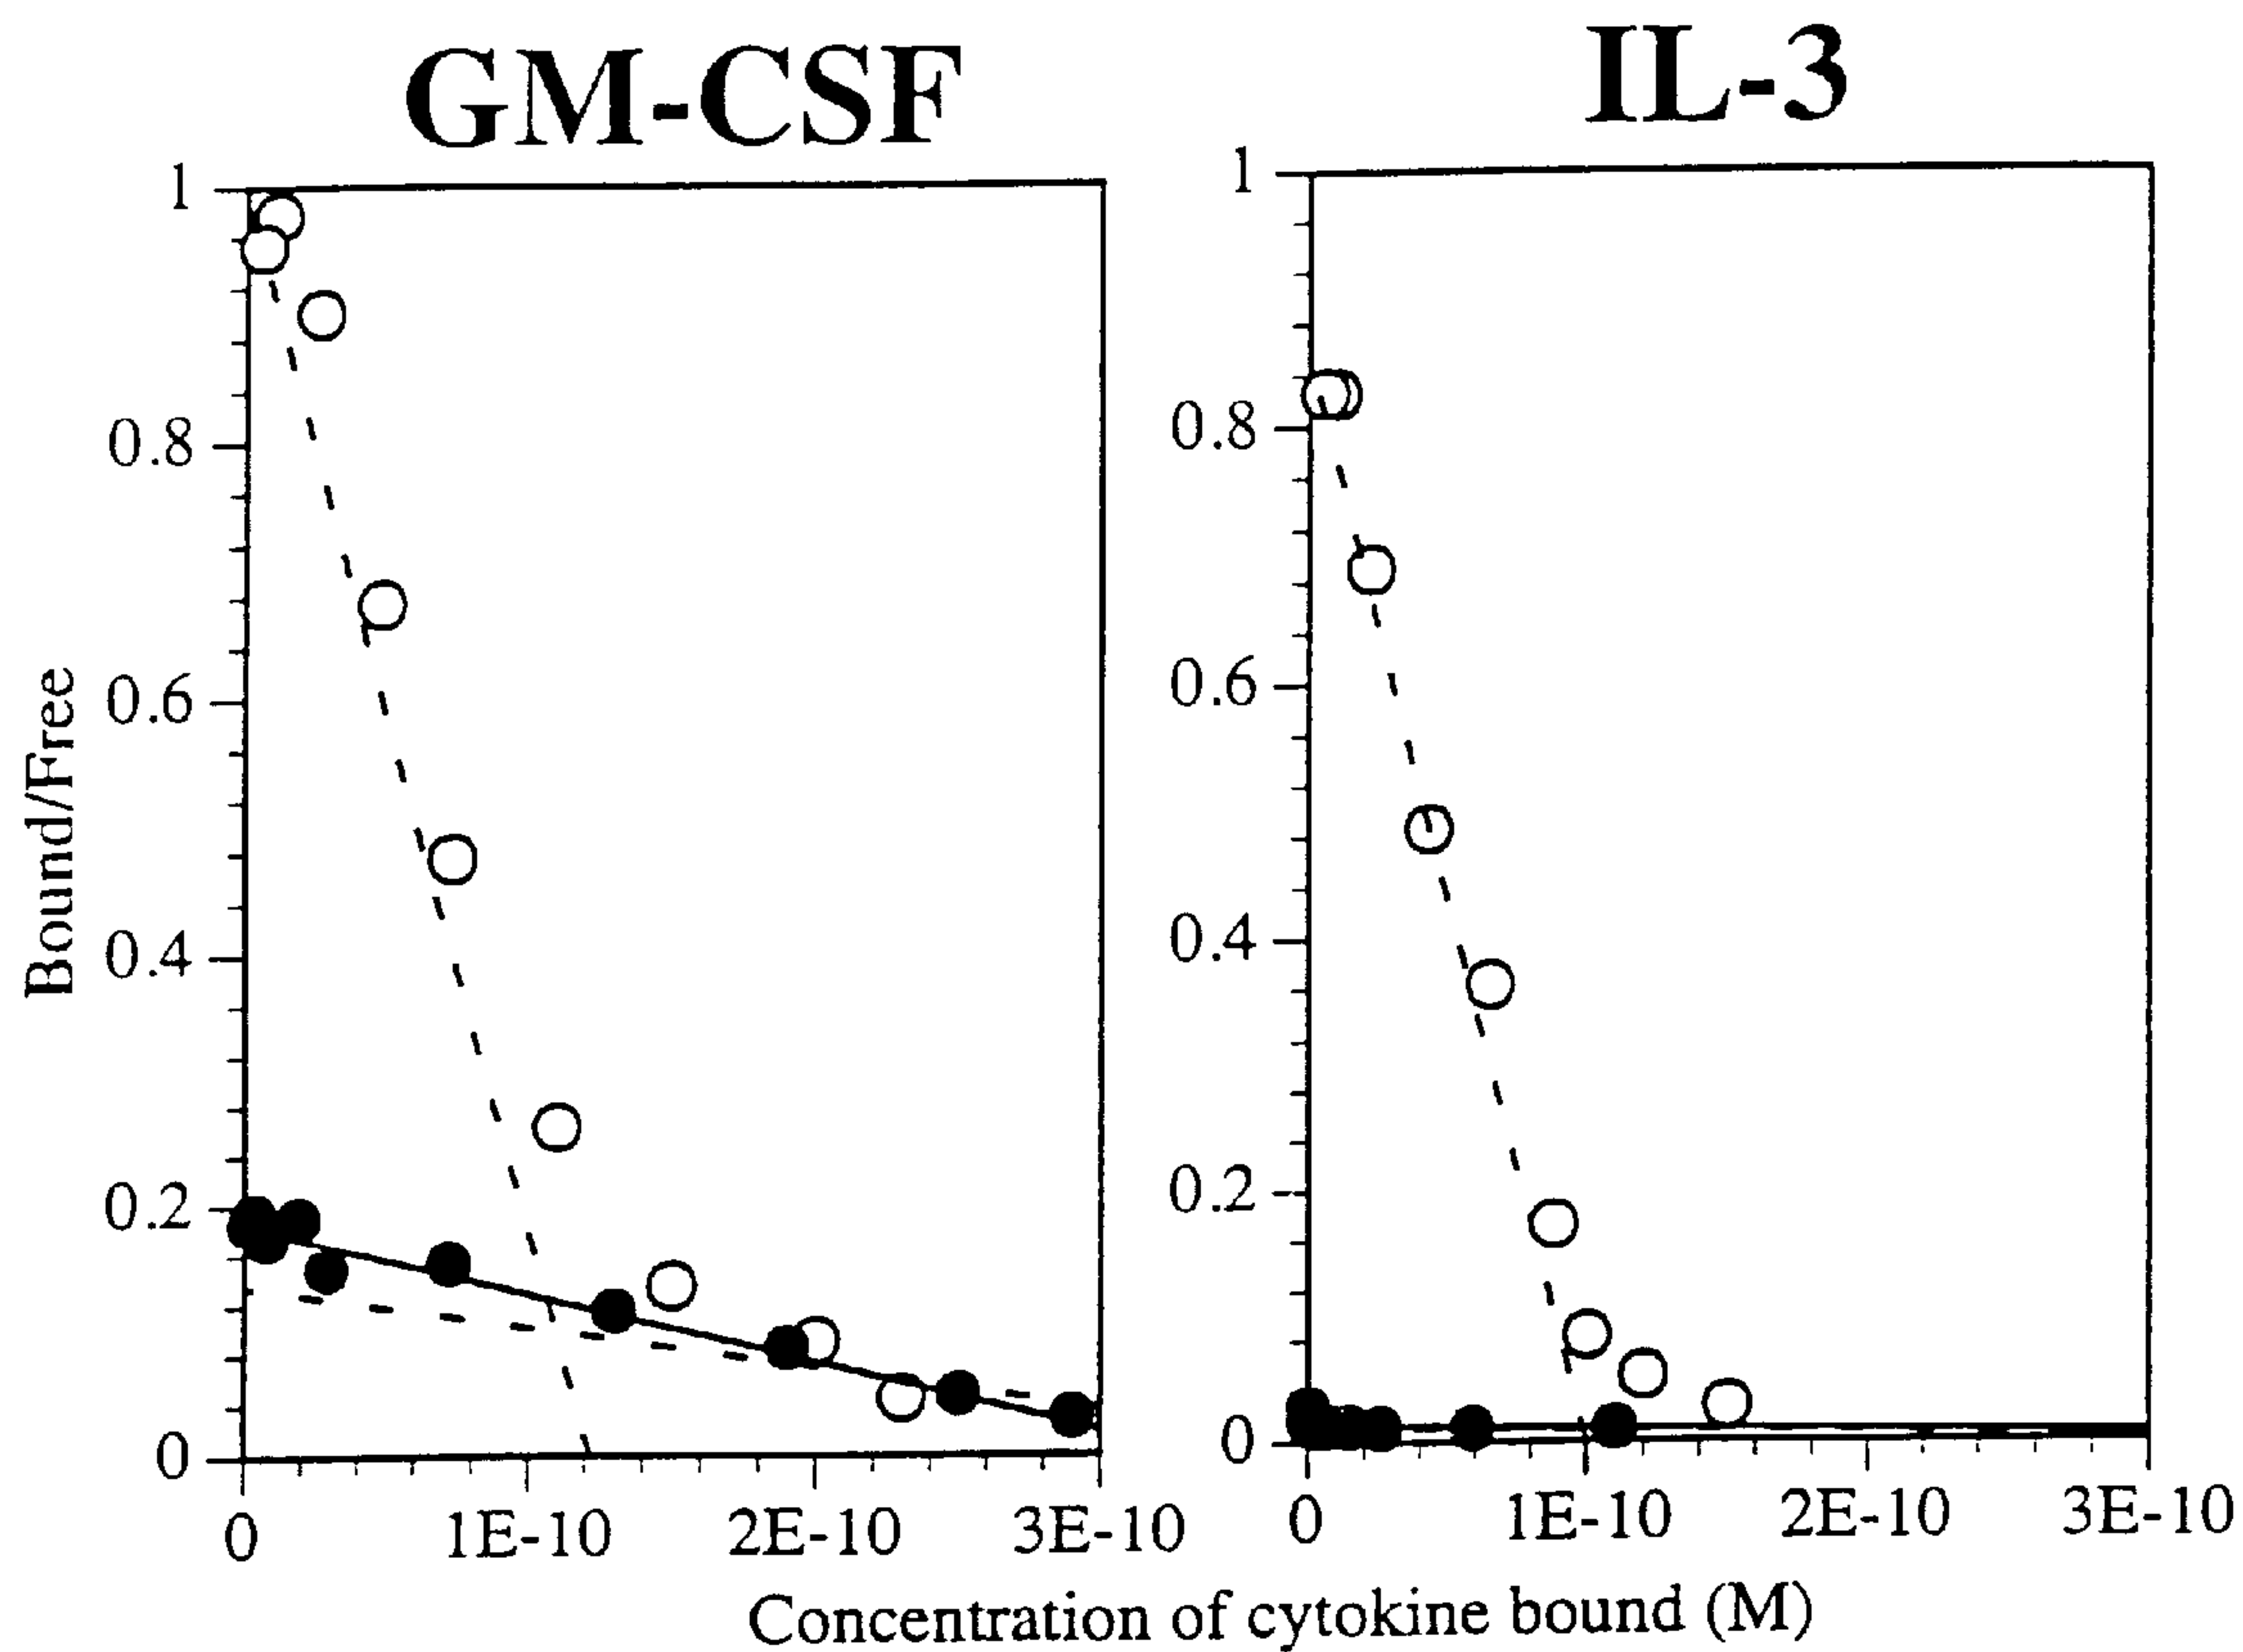 GM-CSF
IL-3
Bound/Free
1
0.8
0.6
0.4
0.2
0
0
1E-10
2E-10
3E-10
1
0.8
0.6
0.4
0.2
0
0
1E-10
2E-10
3E-10
Concentration of cytokine bound (M)